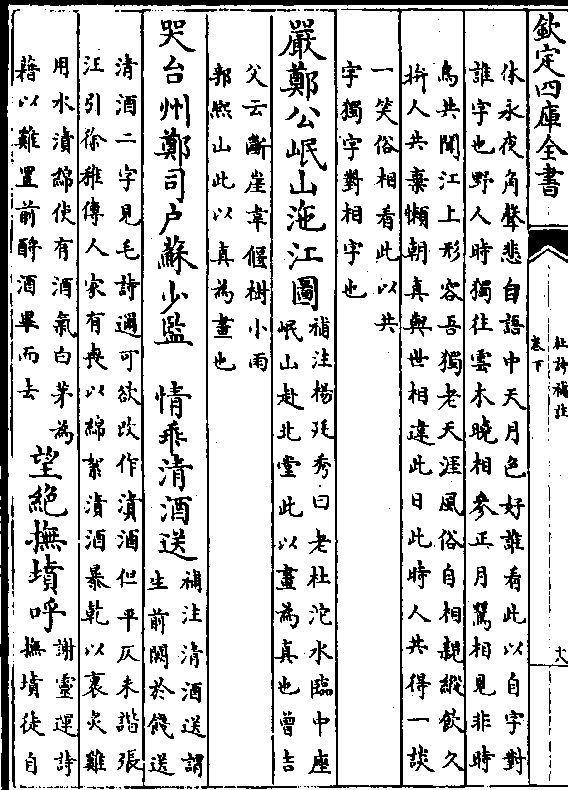 欽定四庫全書
杜詩補注
卷下
十八
休永夜角聲悲自語中天月色好誰看此以自字對
誰字也野人時獨往雲木曉相參正月鶯相見非時
鳥共聞江上形容吾獨老天涯風俗自相親縱飲久
拚人共棄懶朝真與世相違此日此時人共得一談
一笑俗相看此以共
字獨字對相字也
嚴鄭公岷山沲江圖
補注楊廷秀曰老杜沱水臨中座
岷山赴北堂此以畫為真也曾吉
父云斷崖韋偃樹小雨
郭熙山此以真為畫也
哭台州鄭司户蘇少監 情乖清酒送
補注清酒送謂
生前闕於餞送
清酒二字見毛詩邇可欲改作漬酒但平仄未諧張
汪引徐穉傳人家有喪以綿絮漬酒暴乾以裹炙雞
用水漬綿使有酒氣白茅為
藉以雞置前酹酒畢而去
望絶撫墳呼
謝靈運詩
撫墳徒自